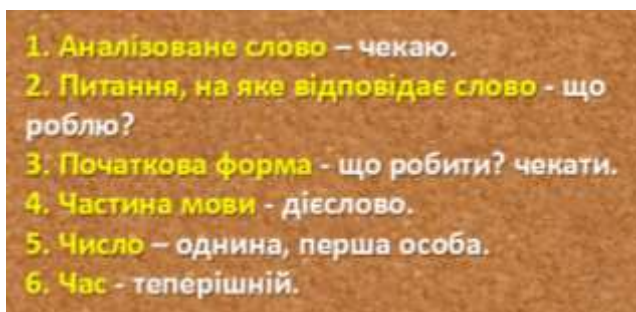 1. Аналізоване слово – чекаю.
2. Питання, на яке відповідає слово - що
роблю?
3. Початкова форма - що робити? чекати.
4. Частина мови - дієслово.
5. Число – однина, перша особа.
6. Час - теперішній.